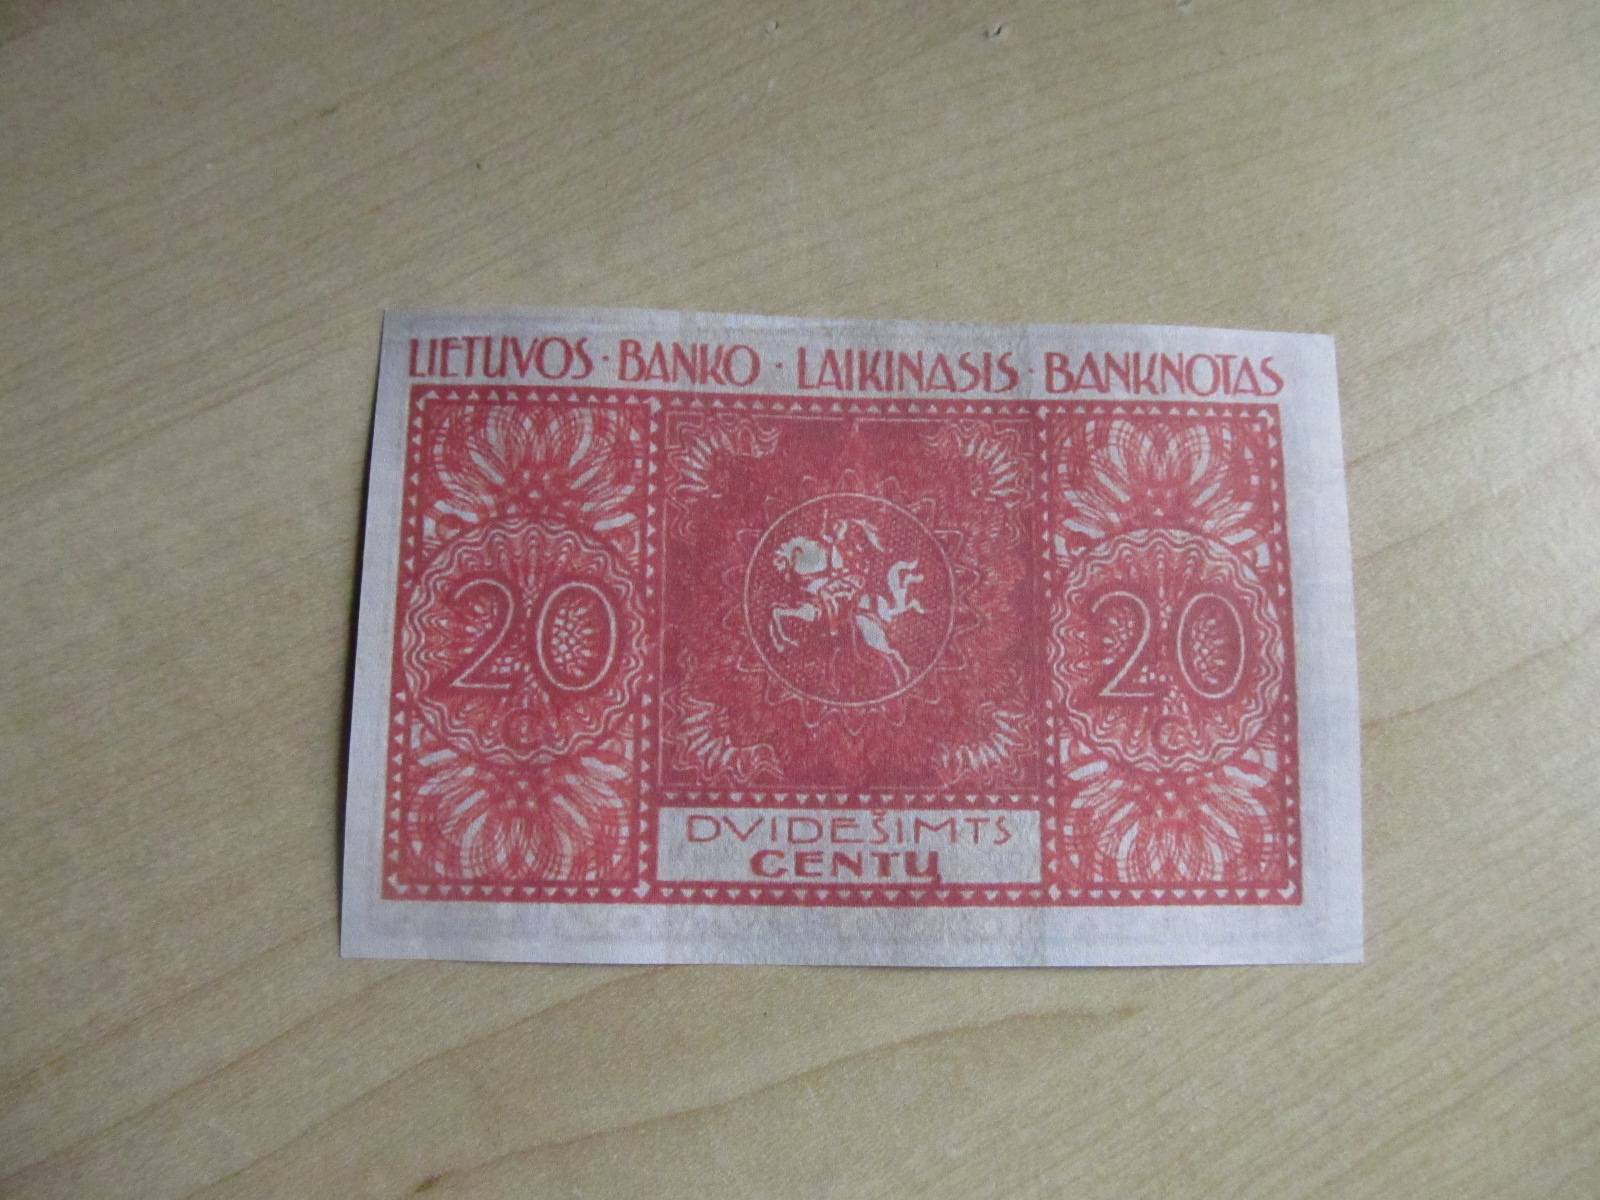 LIETUVOS · BANKO · LAIKINASIS · BANKNOTAS
20
C
20
C
DVIDEŠIMTS
CENTŲ